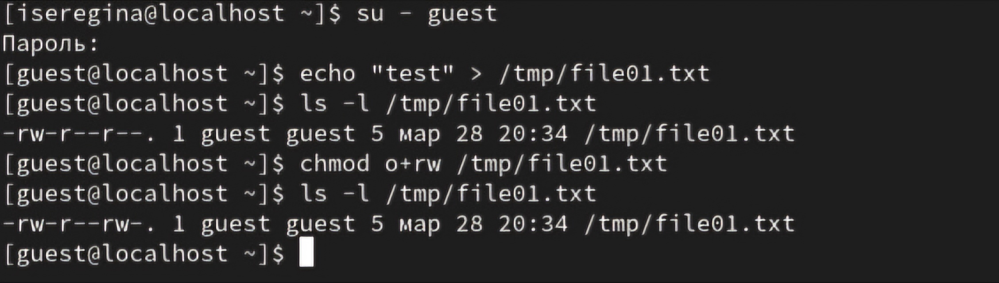 [iseregina@localhost ~]$ su - guest
Пароль:
[guest@localhost ~]$ echo "test" > /tmp/file01.txt
[guest@localhost ~]$ ls -l /tmp/file01.txt
-rw-r--r--. 1 guest guest 5 мар 28 20:34 /tmp/file01.txt
[guest@localhost ~]$ chmod o+rw /tmp/file01.txt
[guest@localhost ~]$ ls -l /tmp/file01.txt
-rw-r--rw-. 1 guest guest 5 мар 28 20:34 /tmp/file01.txt
[guest@localhost ~]$